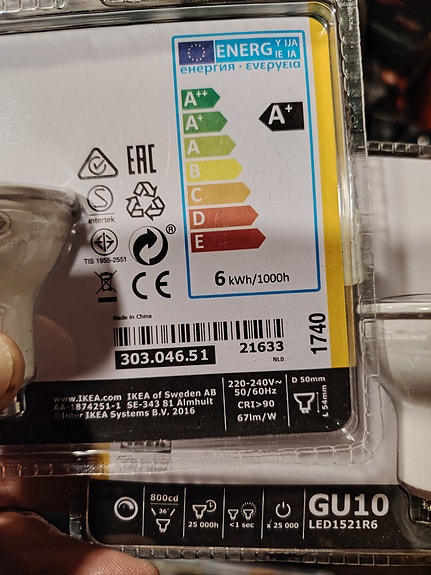 ENERG Y IJA
IE IA
енергия · ενεργεια
A++
A+
A
B
C
D
E
A+
EAC
S
Intertek
TIS 1955-2551
CE
®
6 kWh/1000h
Made in China
303.046.51
21633
NLD
1740
www.IKEA.com IKEA of Sweden AB
AA-1874251-1 SE-343 81 Älmhult
©Inter IKEA Systems B.V. 2016
220-240V~
50/60Hz
CRI>90
67lm/W
D 50mm
L 54mm
800cd
36°
25 000h
<1 sec
x 25 000
GU10
LED1521R6